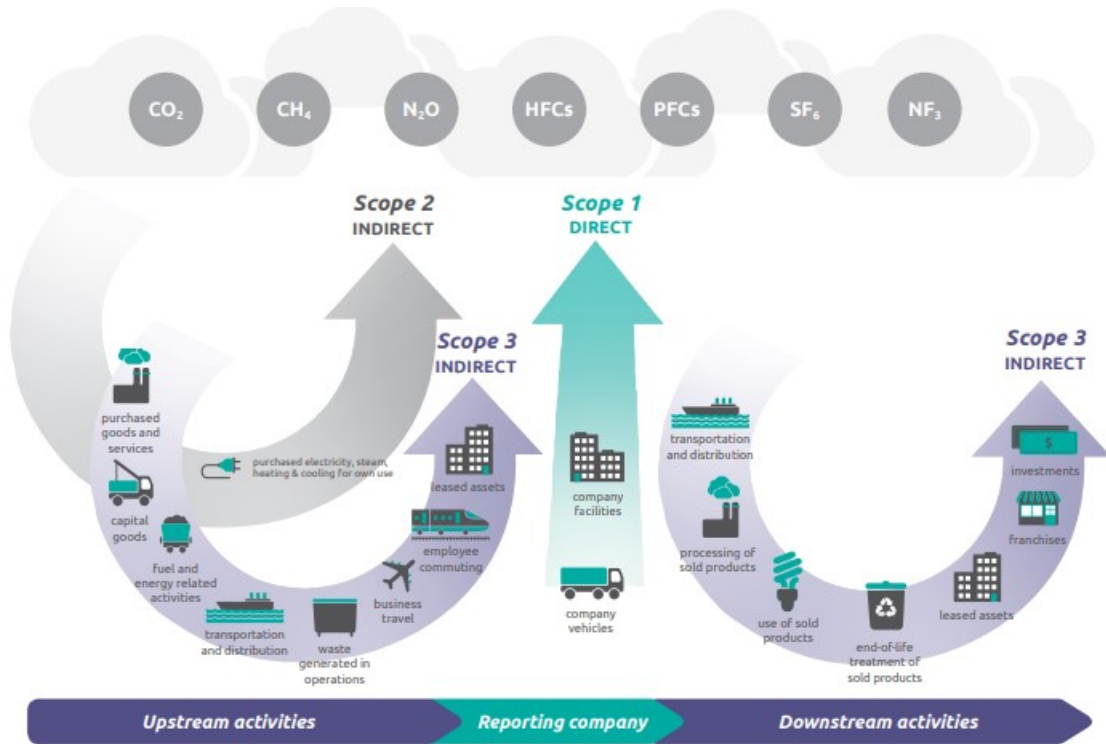 CO₂
CH₄
N₂O
HFCs
PFCs
SF₆
NF₃
Scope 2
INDIRECT
Scope 1
DIRECT
Scope 3
INDIRECT
Scope 3
INDIRECT
purchased
goods and
services
capital
goods
fuel and
energy related
activities
transportation
and distribution
waste
generated in
operations
business
travel
employee
commuting
leased assets
purchased electricity, steam,
heating & cooling for own use
company
facilities
company
vehicles
transportation
and distribution
processing of
sold products
use of sold
products
end-of-life
treatment of
sold products
leased assets
franchises
$
investments
Upstream activities
Reporting company
Downstream activities